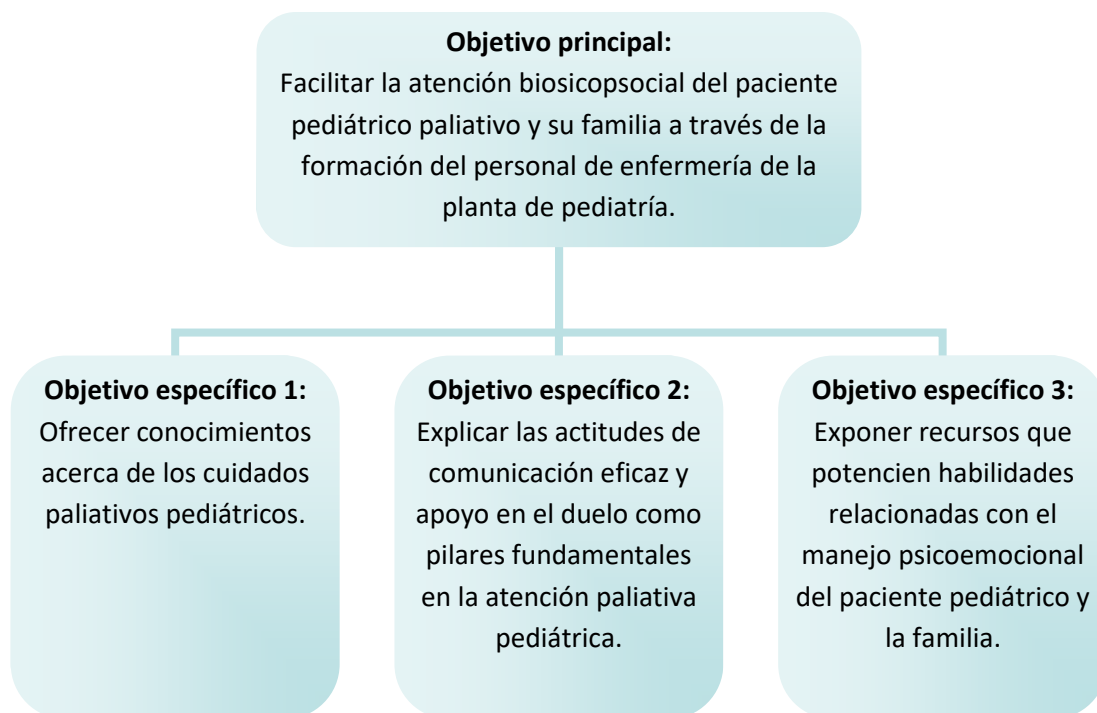 Objetivo principal:
Facilitar la atención biosicopsocial del paciente
pediátrico paliativo y su familia a través de la
formación del personal de enfermería de la
planta de pediatría.
Objetivo específico 1:
Ofrecer conocimientos
acerca de los cuidados
paliativos pediátricos.
Objetivo específico 2:
Explicar las actitudes de
comunicación eficaz y
apoyo en el duelo como
pilares fundamentales
en la atención paliativa
pediátrica.
Objetivo específico 3:
Exponer recursos que
potencien habilidades
relacionadas con el
manejo psicoemocional
del paciente pediátrico y
la familia.